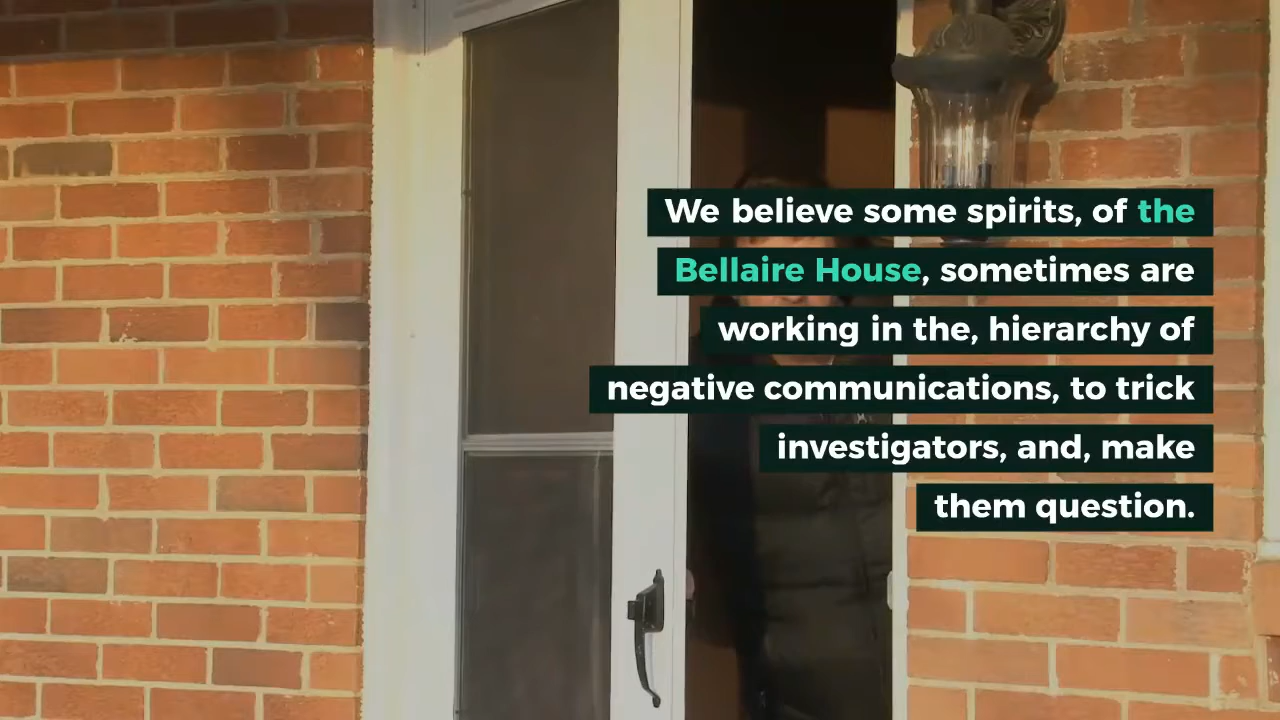 We believe some spirits, of the
Bellaire House, sometimes are
working in the, hierarchy of
negative communications, to trick
investigators, and, make
them question.